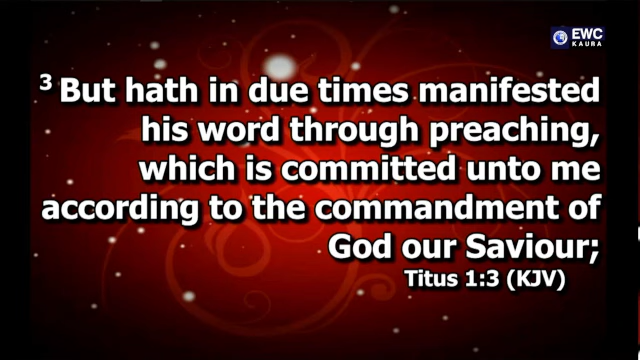 EWC
KAURA
3 But hath in due times manifested
his word through preaching,
which is committed unto me
according to the commandment of
God our Saviour;
Titus 1:3 (KJV)